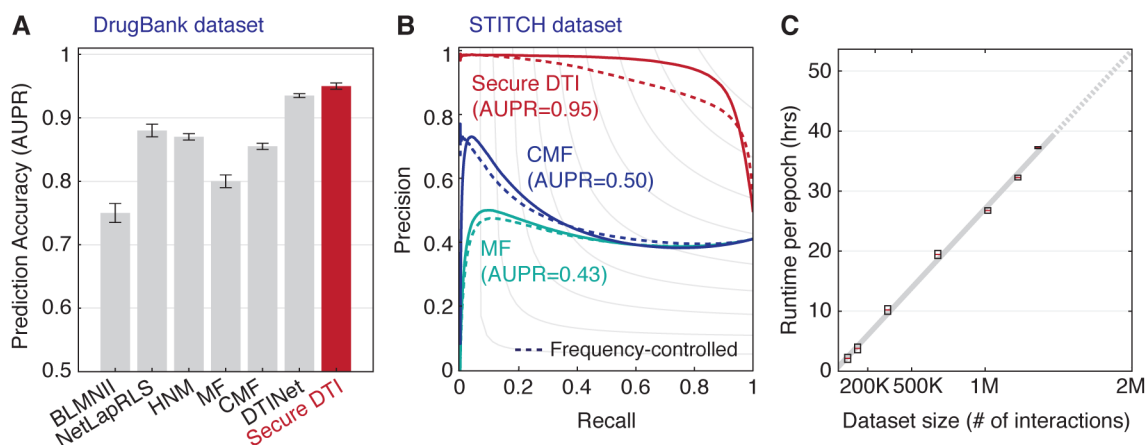 A
DrugBank dataset
Prediction Accuracy (AUPR)
1
0.9
0.8
0.7
0.6
0.5
BLMNII
NetLapRLS
HNM
MF
CMF
DTINet
Secure DTI
B
STITCH dataset
Precision
1
0.8
0.6
0.4
0.2
0
Secure DTI
(AUPR=0.95)
CMF
(AUPR=0.50)
MF
(AUPR=0.43)
Frequency-controlled
0 0.2 0.4 0.6 0.8 1
Recall
C
Runtime per epoch (hrs)
50
40
30
20
10
0
200K 500K 1M 2M
Dataset size (# of interactions)